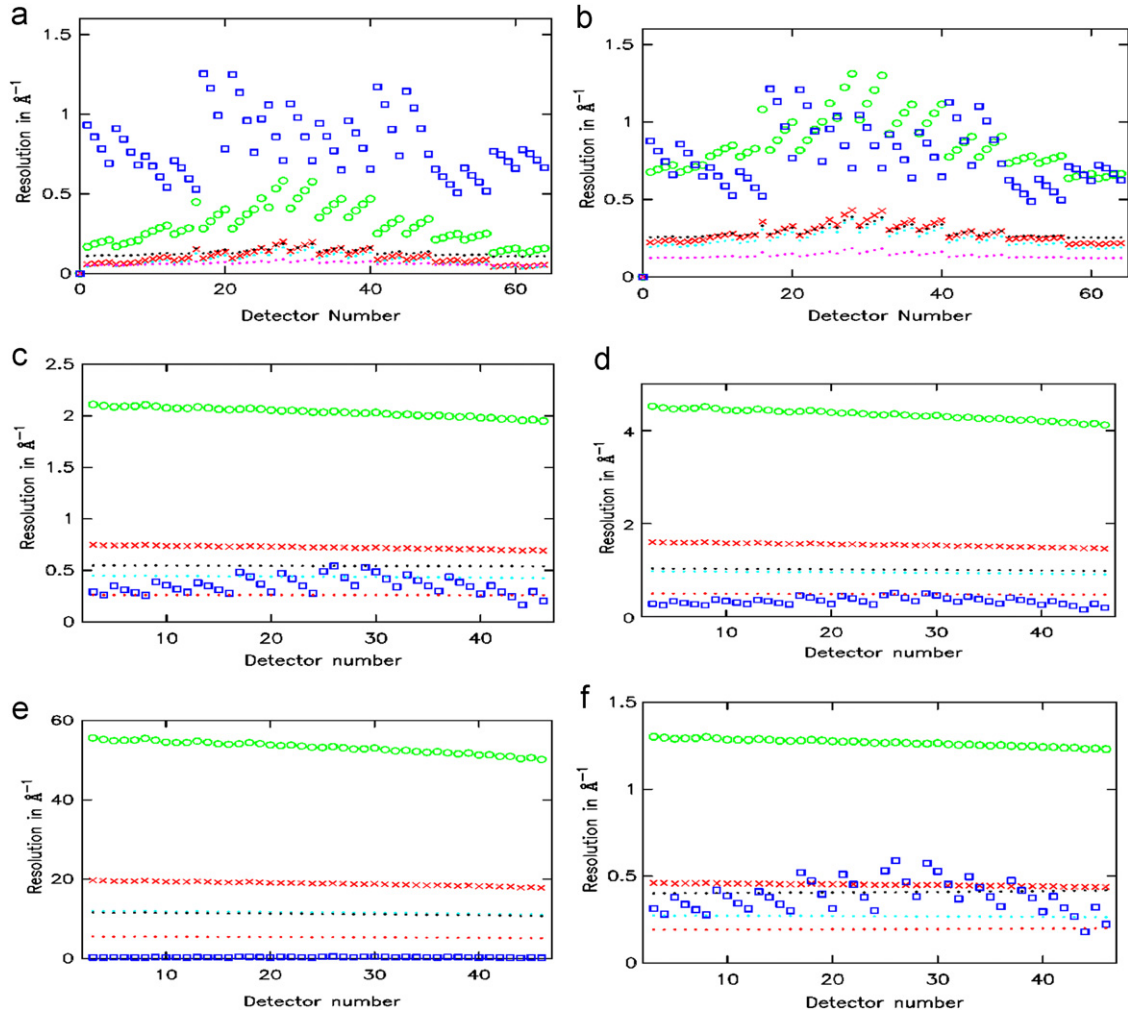 a
b
1.5
1
0.5
0
Resolution in Å⁻¹
0 20 40 60
Detector Number
1.5
1
0.5
0
Resolution in Å⁻¹
0 20 40 60
Detector Number
c
d
2.5
2
1.5
1
0.5
0
Resolution in Å⁻¹
10 20 30 40
Detector number
4
2
0
Resolution in Å⁻¹
10 20 30 40
Detector number
e
f
60
40
20
0
Resolution in Å⁻¹
10 20 30 40
Detector number
1.5
1
0.5
0
Resolution in Å⁻¹
10 20 30 40
Detector number